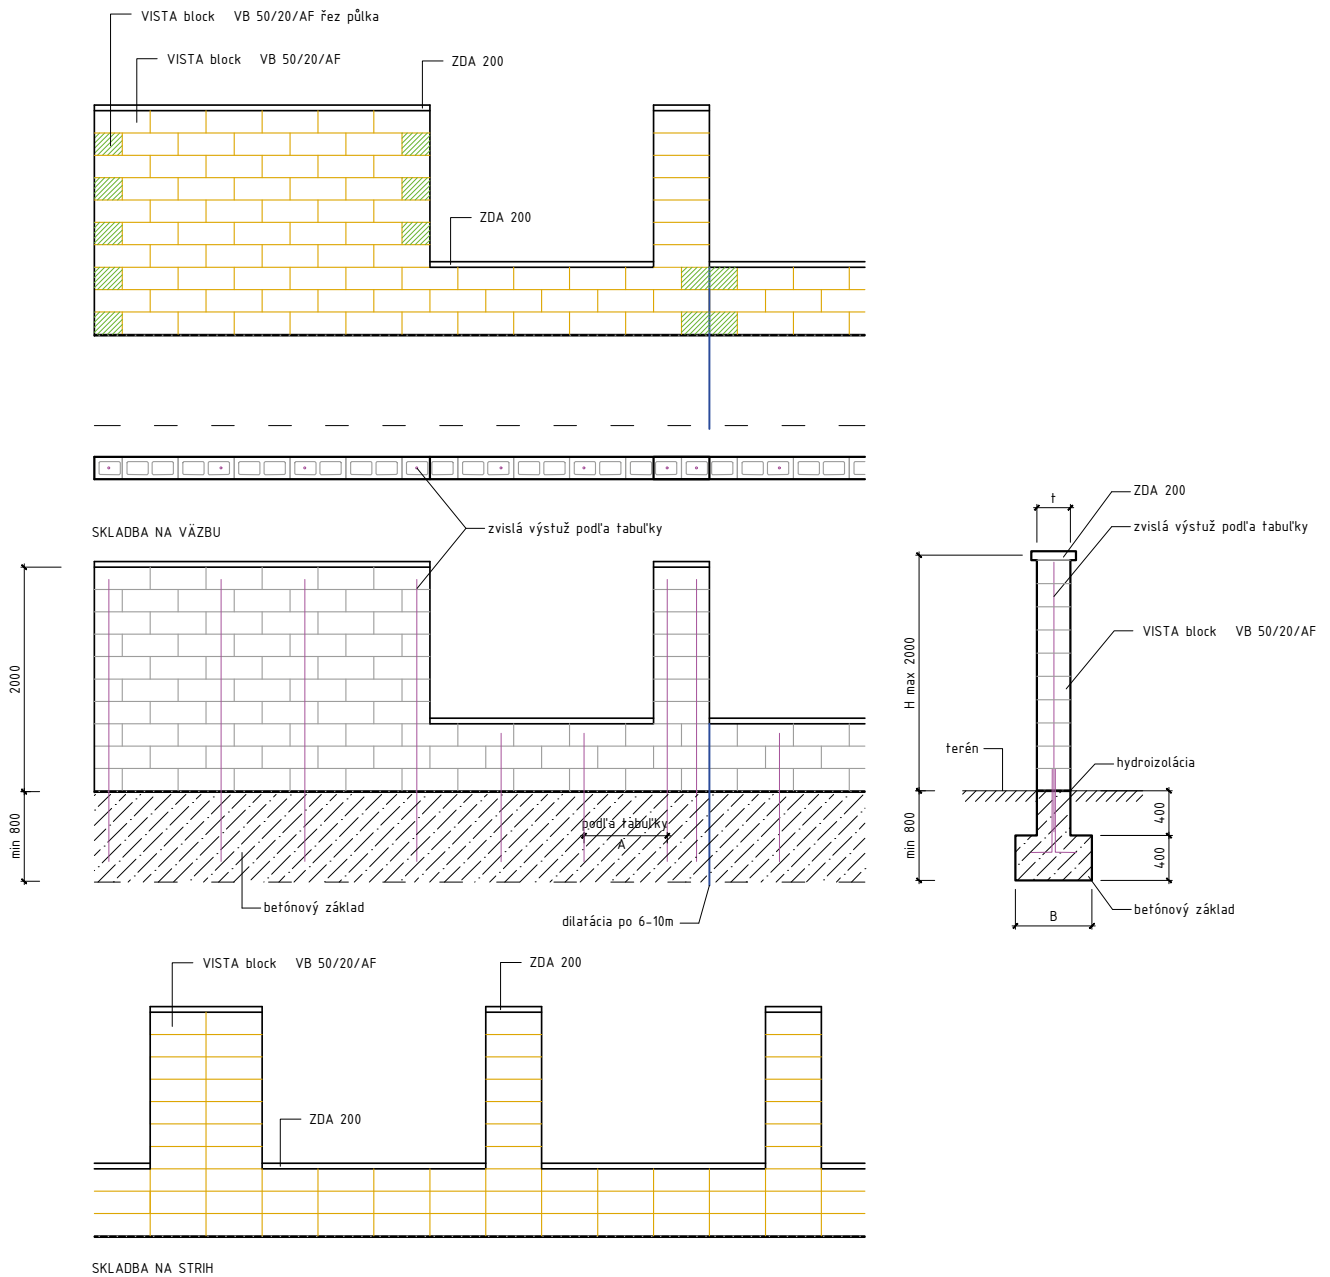 VISTA block VB 50/20/AF řez půlka
VISTA block VB 50/20/AF
ZDA 200
ZDA 200
SKLADBA NA VÄZBU
zvislá výstuž podľa tabuľky
2000
min 800
podľa tabuľky
A
betónový základ
dilatácia po 6-10m
t
ZDA 200
zvislá výstuž podľa tabuľky
VISTA block VB 50/20/AF
H max 2000
terén
hydroizolácia
min 800
400
400
B
betónový základ
VISTA block VB 50/20/AF
ZDA 200
ZDA 200
SKLADBA NA STRIH